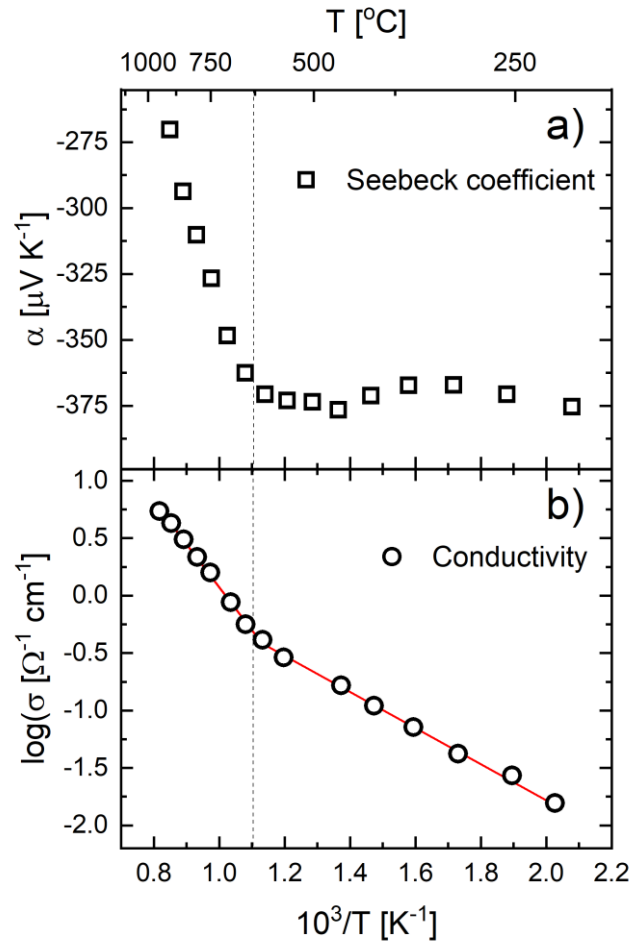 T [°C]
1000 750 500 250
a)
Seebeck coefficient
α [μV K⁻¹]
-275
-300
-325
-350
-375
b)
Conductivity
log(σ [Ω⁻¹ cm⁻¹]
1.0
0.5
0.0
-0.5
-1.0
-1.5
-2.0
0.8 1.0 1.2 1.4 1.6 1.8 2.0 2.2
10³/T [K⁻¹]